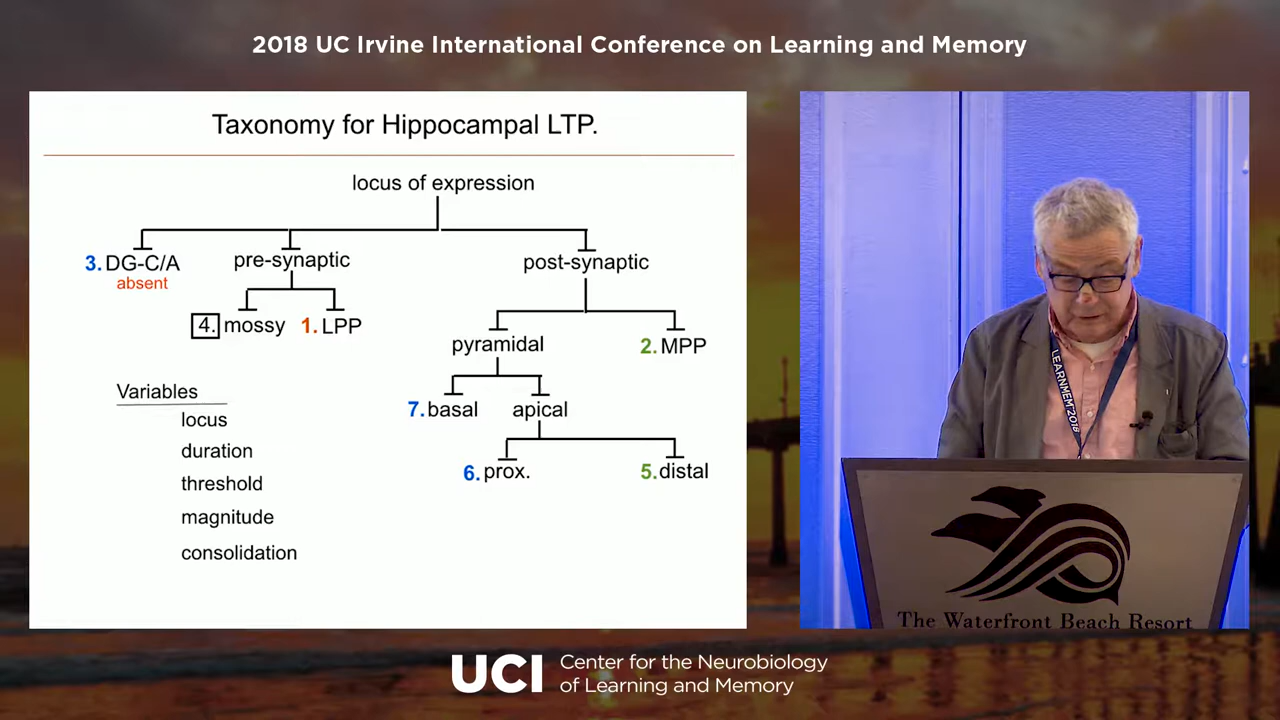 2018 UC Irvine International Conference on Learning and Memory
Taxonomy for Hippocampal LTP.
locus of expression
3. DG-C/A
absent
pre-synaptic
post-synaptic
4. mossy
1. LPP
pyramidal
2. MPP
7. basal
apical
6. prox.
5. distal
Variables
locus
duration
threshold
magnitude
consolidation
LEARNMEM2018
The Waterfront Beach Resort
UCI
Center for the Neurobiology
of Learning and Memory